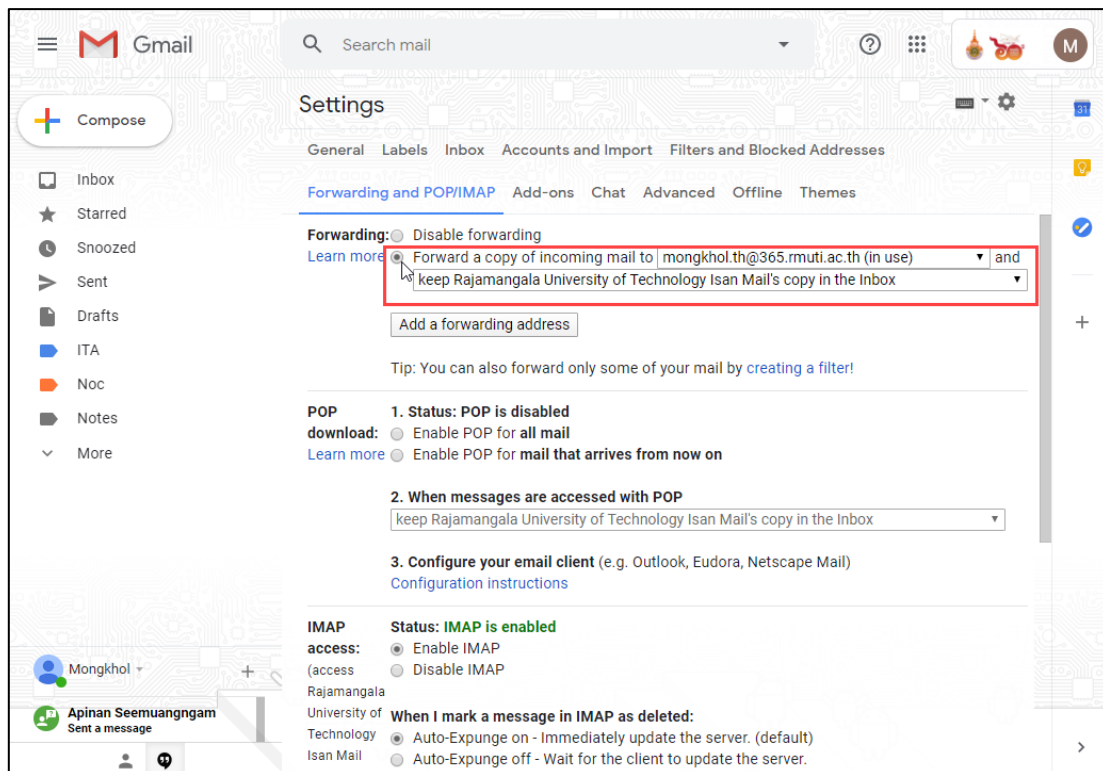 Gmail
Search mail
M
Compose
Inbox
Starred
Snoozed
Sent
Drafts
ITA
Noc
Notes
More
Mongkhol
Apinan Seemuangngam
Sent a message
Settings
General Labels Inbox Accounts and Import Filters and Blocked Addresses
Forwarding and POP/IMAP Add-ons Chat Advanced Offline Themes
Forwarding: Disable forwarding
Learn more Forward a copy of incoming mail to mongkhol.th@365.rmuti.ac.th (in use) and
keep Rajamangala University of Technology Isan Mail's copy in the Inbox
Add a forwarding address
Tip: You can also forward only some of your mail by creating a filter!
POP 1. Status: POP is disabled
download: Enable POP for all mail
Learn more Enable POP for mail that arrives from now on
2. When messages are accessed with POP
keep Rajamangala University of Technology Isan Mail's copy in the Inbox
3. Configure your email client (e.g. Outlook, Eudora, Netscape Mail)
Configuration instructions
IMAP Status: IMAP is enabled
access: Enable IMAP
(access Disable IMAP
Rajamangala
University of When I mark a message in IMAP as deleted:
Technology Auto-Expunge on - Immediately update the server. (default)
Isan Mail Auto-Expunge off - Wait for the client to update the server.
31